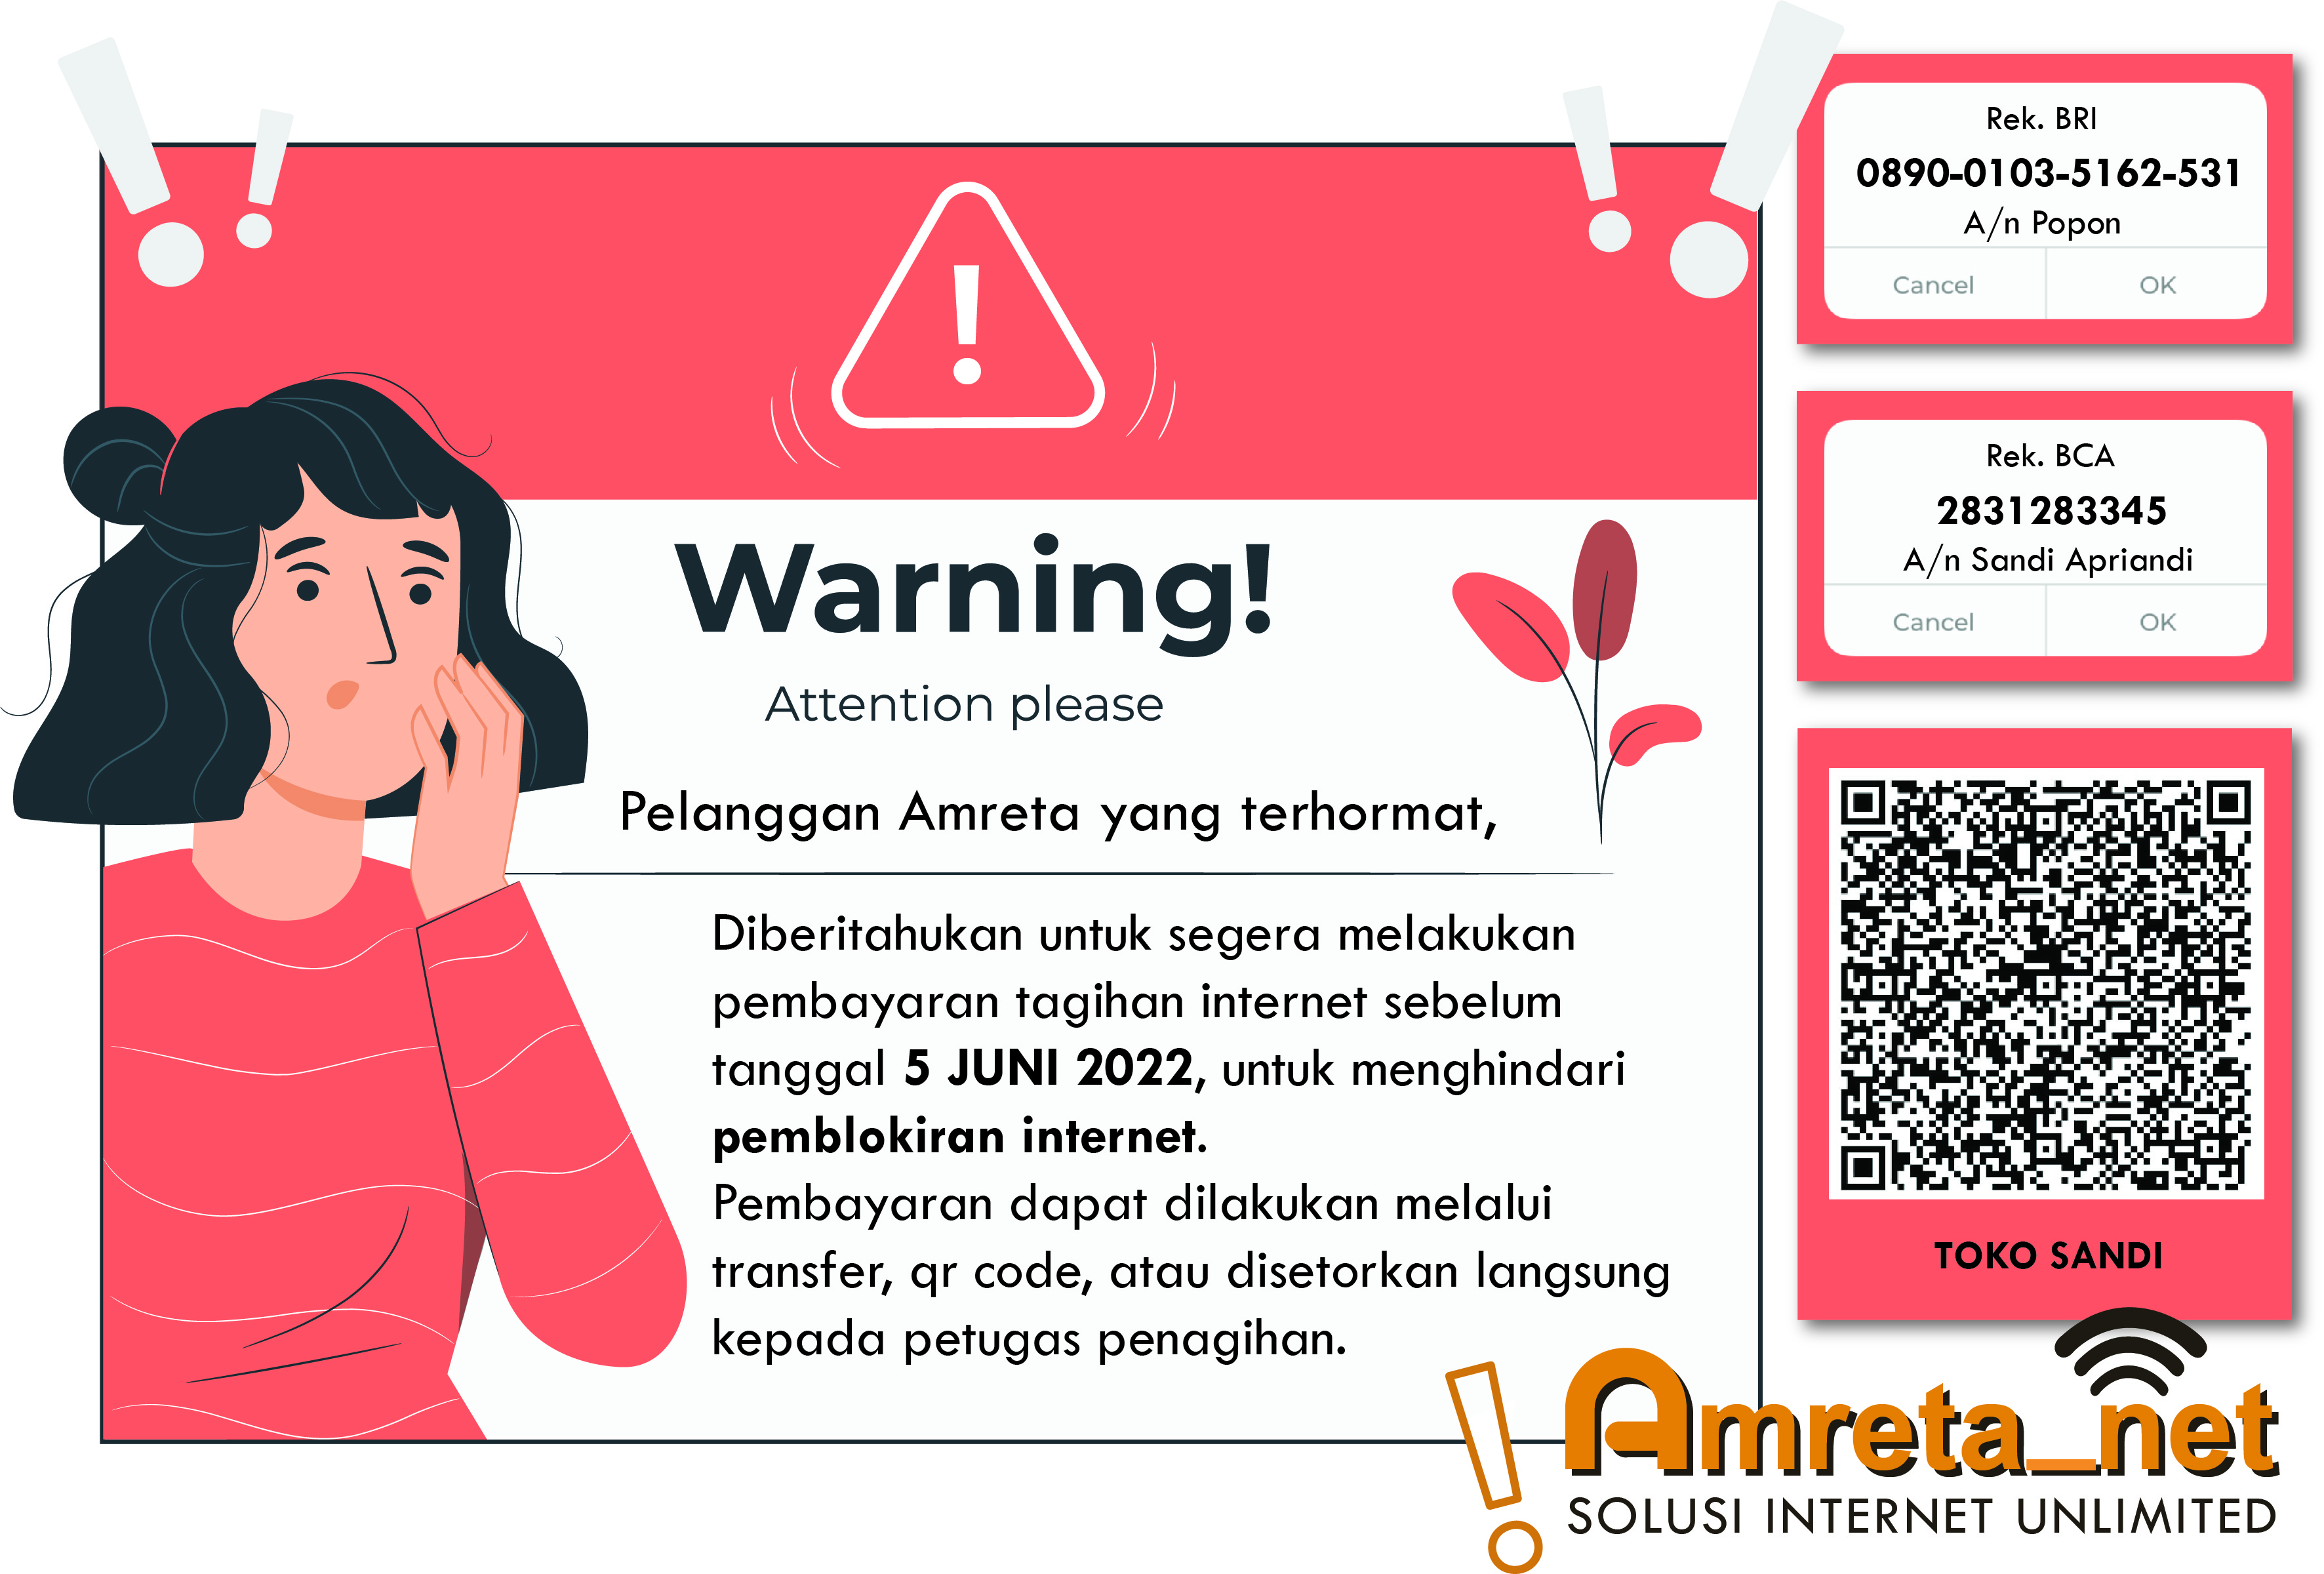 Warning!
Attention please
Pelanggan Amreta yang terhormat,
Diberitahukan untuk segera melakukan
pembayaran tagihan internet sebelum
tanggal 5 JUNI 2022, untuk menghindari
pemblokiran internet.
Pembayaran dapat dilakukan melalui
transfer, qr code, atau disetorkan langsung
kepada petugas penagihan.
Rek. BRI
0890-0103-5162-531
A/n Popon
Cancel OK
Rek. BCA
2831283345
A/n Sandi Apriandi
Cancel OK
TOKO SANDI
Amreta_net
SOLUSI INTERNET UNLIMITED